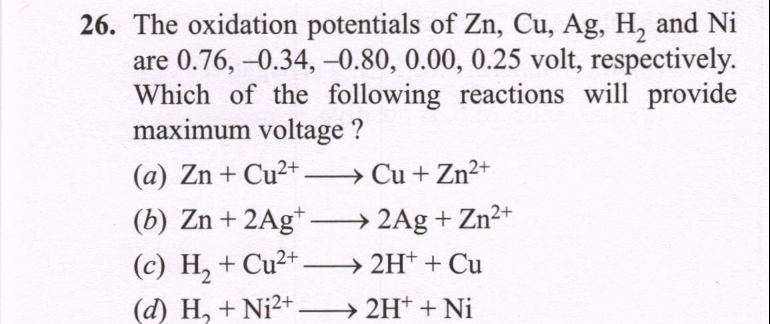 26. The oxidation potentials of Zn, Cu, Ag, H₂ and Ni
are 0.76, –0.34, –0.80, 0.00, 0.25 volt, respectively.
Which of the following reactions will provide
maximum voltage ?
(a) Zn + Cu²⁺ ⟶ Cu + Zn²⁺
(b) Zn + 2Ag⁺ ⟶ 2Ag + Zn²⁺
(c) H₂ + Cu²⁺ ⟶ 2H⁺ + Cu
(d) H₂ + Ni²⁺ ⟶ 2H⁺ + Ni